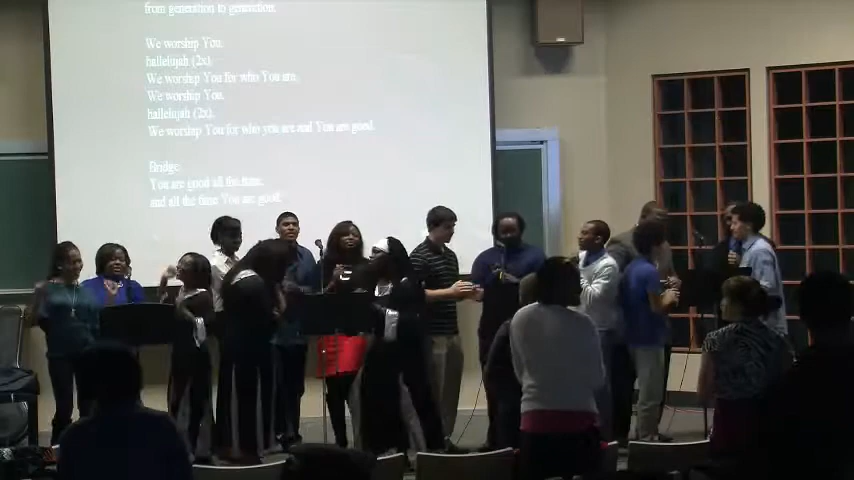 from generation to generation.
We worship You.
hallelujah (2x).
We worship You for who You are.
We worship You.
hallelujah (2x).
We worship You for who you are and You are good.
Bridge:
You are good all the time.
and all the time You are good.